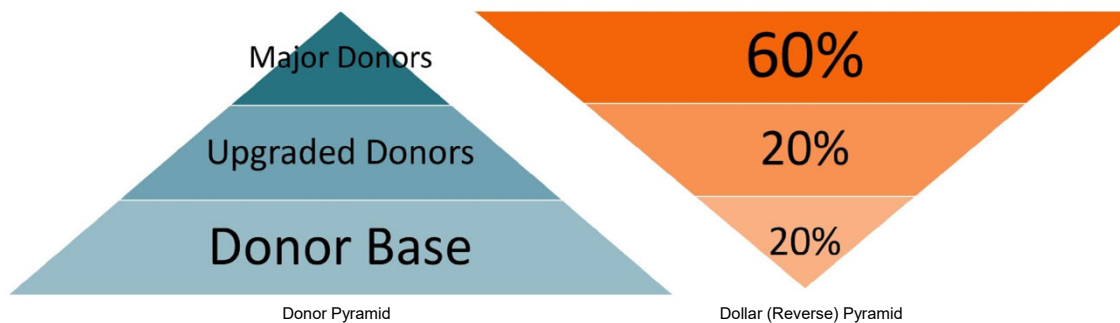 Major Donors
60%
Upgraded Donors
20%
Donor Base
20%
Donor Pyramid
Dollar (Reverse) Pyramid